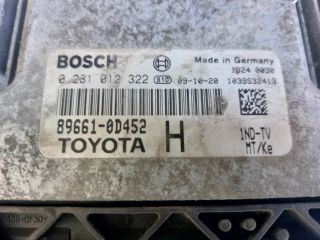 BOSCH
Made in Germany
0 281 012 322 810 09-10-20
1024 0030
1039S32419
89661-0D452
TOYOTA
H
1ND-TV
MT/Ke